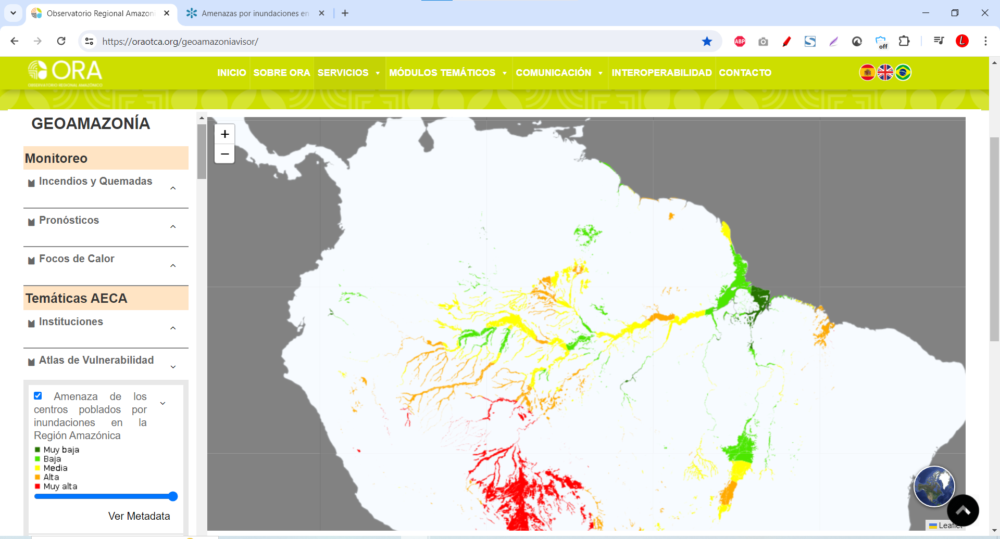 Observatorio Regional Amazoni
Amenazas por inundaciones en
https://oraotca.org/geoamazoniavisor/
ABP
off
L
ORA
OBSERVATORIO REGIONAL AMAZÓNICO
INICIO
SOBRE ORA
SERVICIOS
MÓDULOS TEMÁTICOS
COMUNICACIÓN
INTEROPERABILIDAD
CONTACTO
GEOAMAZONÍA
Monitoreo
Incendios y Quemadas
Pronósticos
Focos de Calor
Temáticas AECA
Instituciones
Atlas de Vulnerabilidad
Amenaza de los
centros poblados por
inundaciones en la
Región Amazónica
Muy baja
Baja
Media
Alta
Muy alta
Ver Metadata
+
−
Leaflet